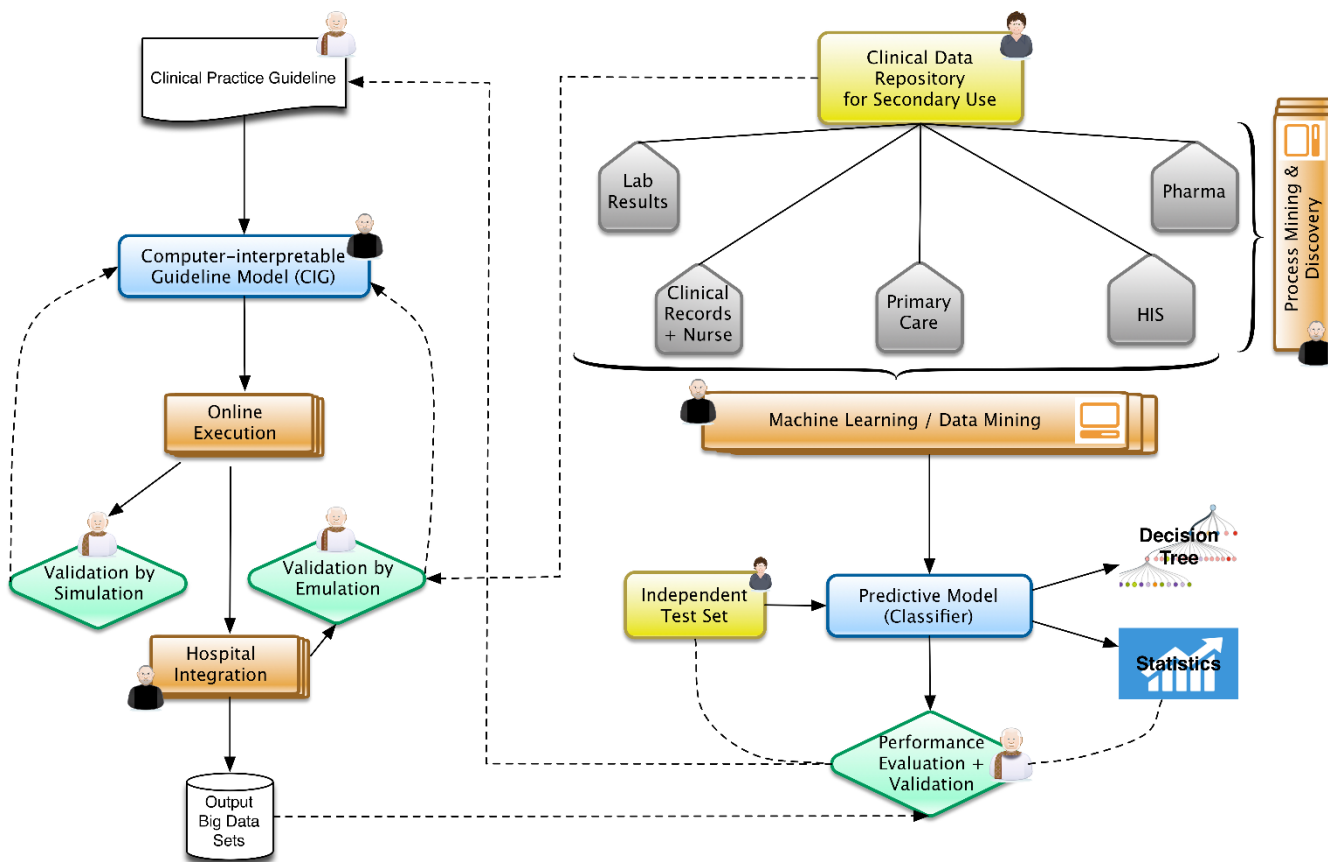 Clinical Practice Guideline
Computer-interpretable
Guideline Model (CIG)
Online
Execution
Validation by
Simulation
Validation by
Emulation
Hospital
Integration
Output
Big Data
Sets
Clinical Data
Repository
for Secondary Use
Lab
Results
Pharma
Clinical
Records
+ Nurse
Primary
Care
HIS
Process Mining &
Discovery
Machine Learning / Data Mining
Independent
Test Set
Predictive Model
(Classifier)
Decision
Tree
Statistics
Performance
Evaluation +
Validation